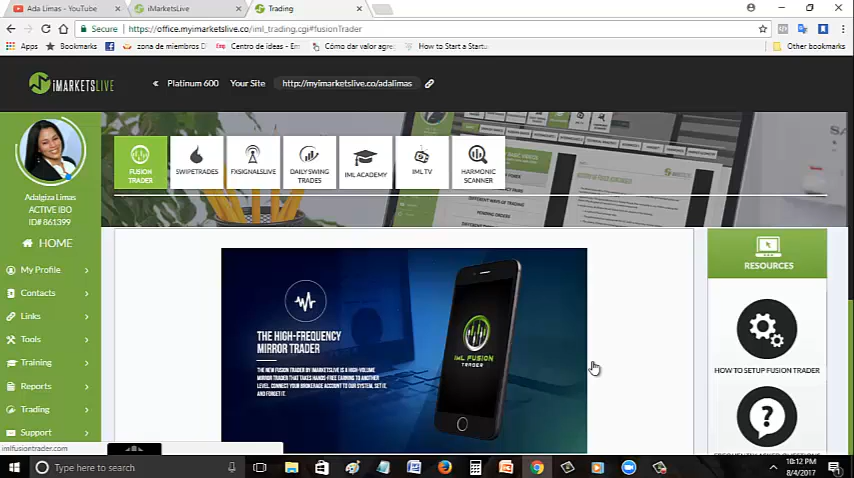 Ada Limas - YouTube
iMarketsLive
Trading
Secure
https://office.myimarketslive.co/iml_trading.cgi#fusionTrader
Apps
Bookmarks
zona de miembros D
Centro de ideas - Em
Cómo dar valor agre
How to Start a Startu
Other bookmarks
iMARKETSLIVE
Platinum 600
Your Site
http://myimarketslive.co/adalimas
FUSION
TRADER
SWIPETRADES
FXSIGNALSLIVE
DAILYSWING
TRADES
IML ACADEMY
IML TV
HARMONIC
SCANNER
Adalgiza Limas
ACTIVE IBO
ID# 861399
HOME
My Profile
Contacts
Links
Tools
Training
Reports
Trading
Support
THE HIGH-FREQUENCY
MIRROR TRADER
THE NEW FUSION TRADER BY IMARKETSLIVE IS A HIGH-VOLUME
MIRROR TRADER THAT TAKES HANDS-FREE EARNING TO ANOTHER
LEVEL. CONNECT YOUR BROKERAGE ACCOUNT TO OUR SYSTEM, SET IT,
AND FORGET IT.
IML FUSION
TRADER
RESOURCES
HOW TO SETUP FUSION TRADER
FREQUENTLY ASKED QUESTIONS
imlfusiontrader.com
Type here to search
10:12 PM
8/4/2017